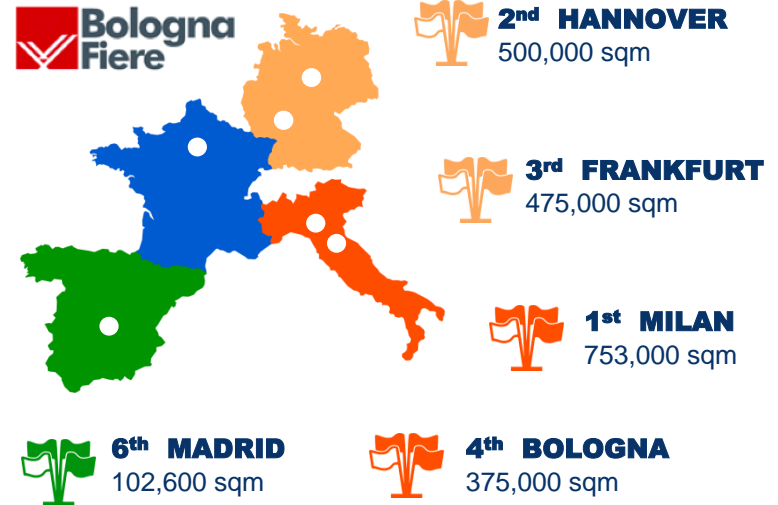 Bologna
Fiere
2nd HANNOVER
500,000 sqm
3rd FRANKFURT
475,000 sqm
1st MILAN
753,000 sqm
6th MADRID
102,600 sqm
4th BOLOGNA
375,000 sqm